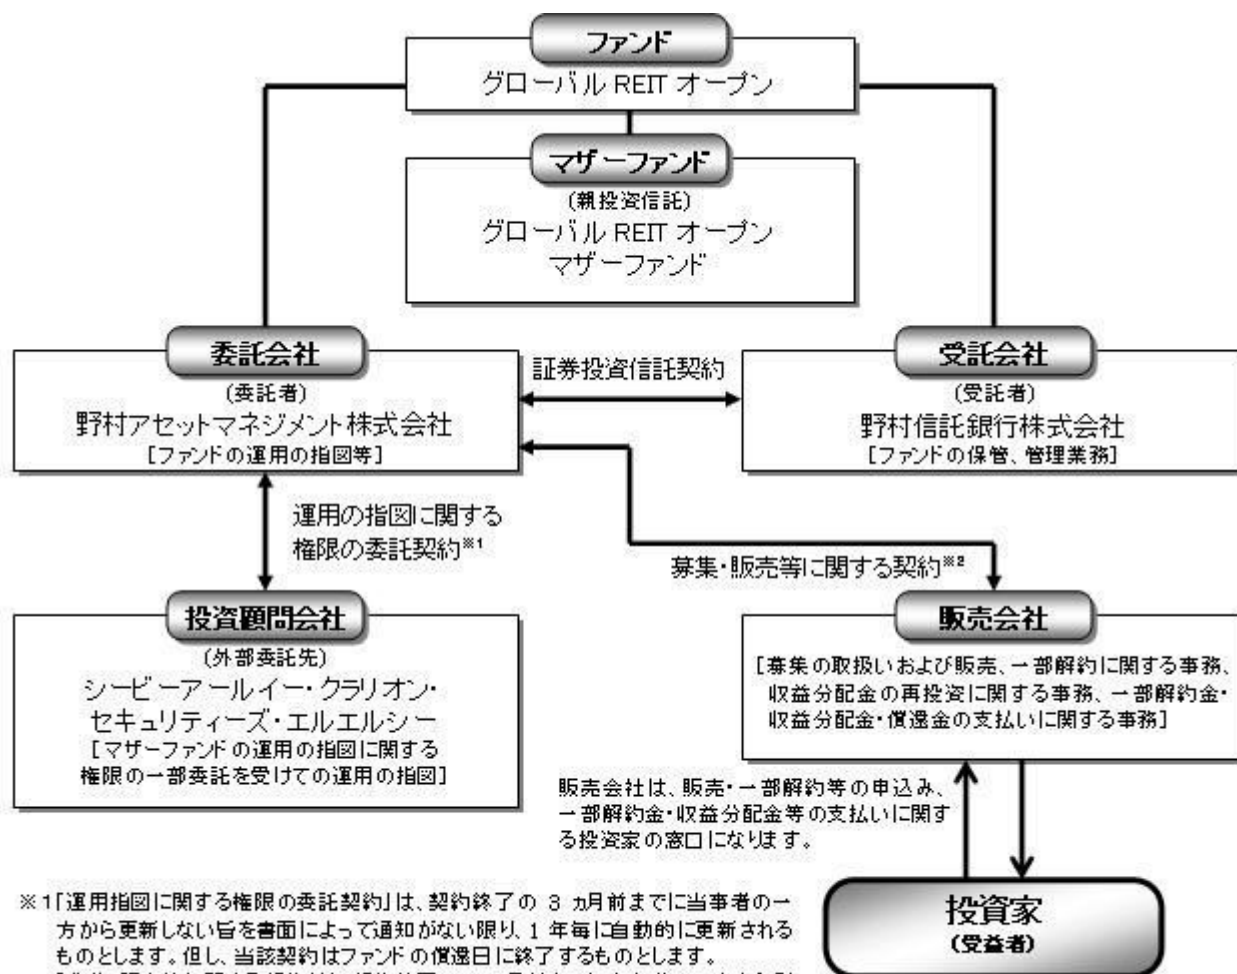 ファンド
グローバル REIT オープン
マザーファンド
(親投資信託)
グローバル REIT オープン
マザーファンド
委託会社
(委託者)
野村アセットマネジメント株式会社
[ファンドの運用の指図等]
証券投資信託契約
受託会社
(受託者)
野村信託銀行株式会社
[ファンドの保管、管理業務]
運用の指図に関する
権限の委託契約※1
募集・販売等に関する契約※2
投資顧問会社
(外部委託先)
シービーアールイー・クラリオン・
セキュリティーズ・エルエルシー
[マザーファンドの運用の指図に関する
権限の一部委託を受けての運用の指図]
販売会社
[募集の取扱いおよび販売、一部解約に関する事務、
収益分配金の再投資に関する事務、一部解約金・
収益分配金・償還金の支払いに関する事務]
販売会社は、販売・一部解約等の申込み、
一部解約金・収益分配金等の支払いに関す
る投資家の窓口になります。
投資家
(受益者)
※1「運用指図に関する権限の委託契約」は、契約終了の 3 ヵ月前までに当事者の一
方から更新しない旨を書面によって通知がない限り、1 年毎に自動的に更新される
ものとします。但し、当該契約はファンドの償還日に終了するものとします。